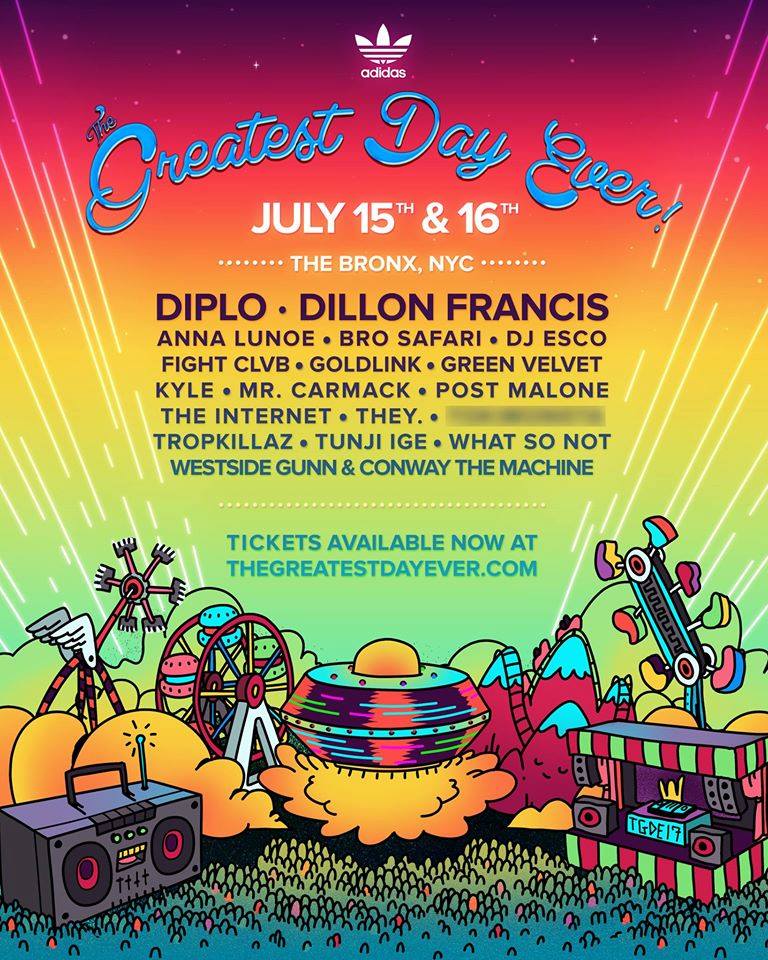 adidas
The Greatest Day Ever!
JULY 15TH & 16TH
THE BRONX, NYC
DIPLO • DILLON FRANCIS
ANNA LUNOE • BRO SAFARI • DJ ESCO
FIGHT CLVB • GOLDLINK • GREEN VELVET
KYLE • MR. CARMACK • POST MALONE
THE INTERNET • THEY. •
TROPKILLAZ • TUNJI IGE • WHAT SO NOT
WESTSIDE GUNN & CONWAY THE MACHINE
TICKETS AVAILABLE NOW AT
THEGREATESTDAYEVER.COM
TGDE17